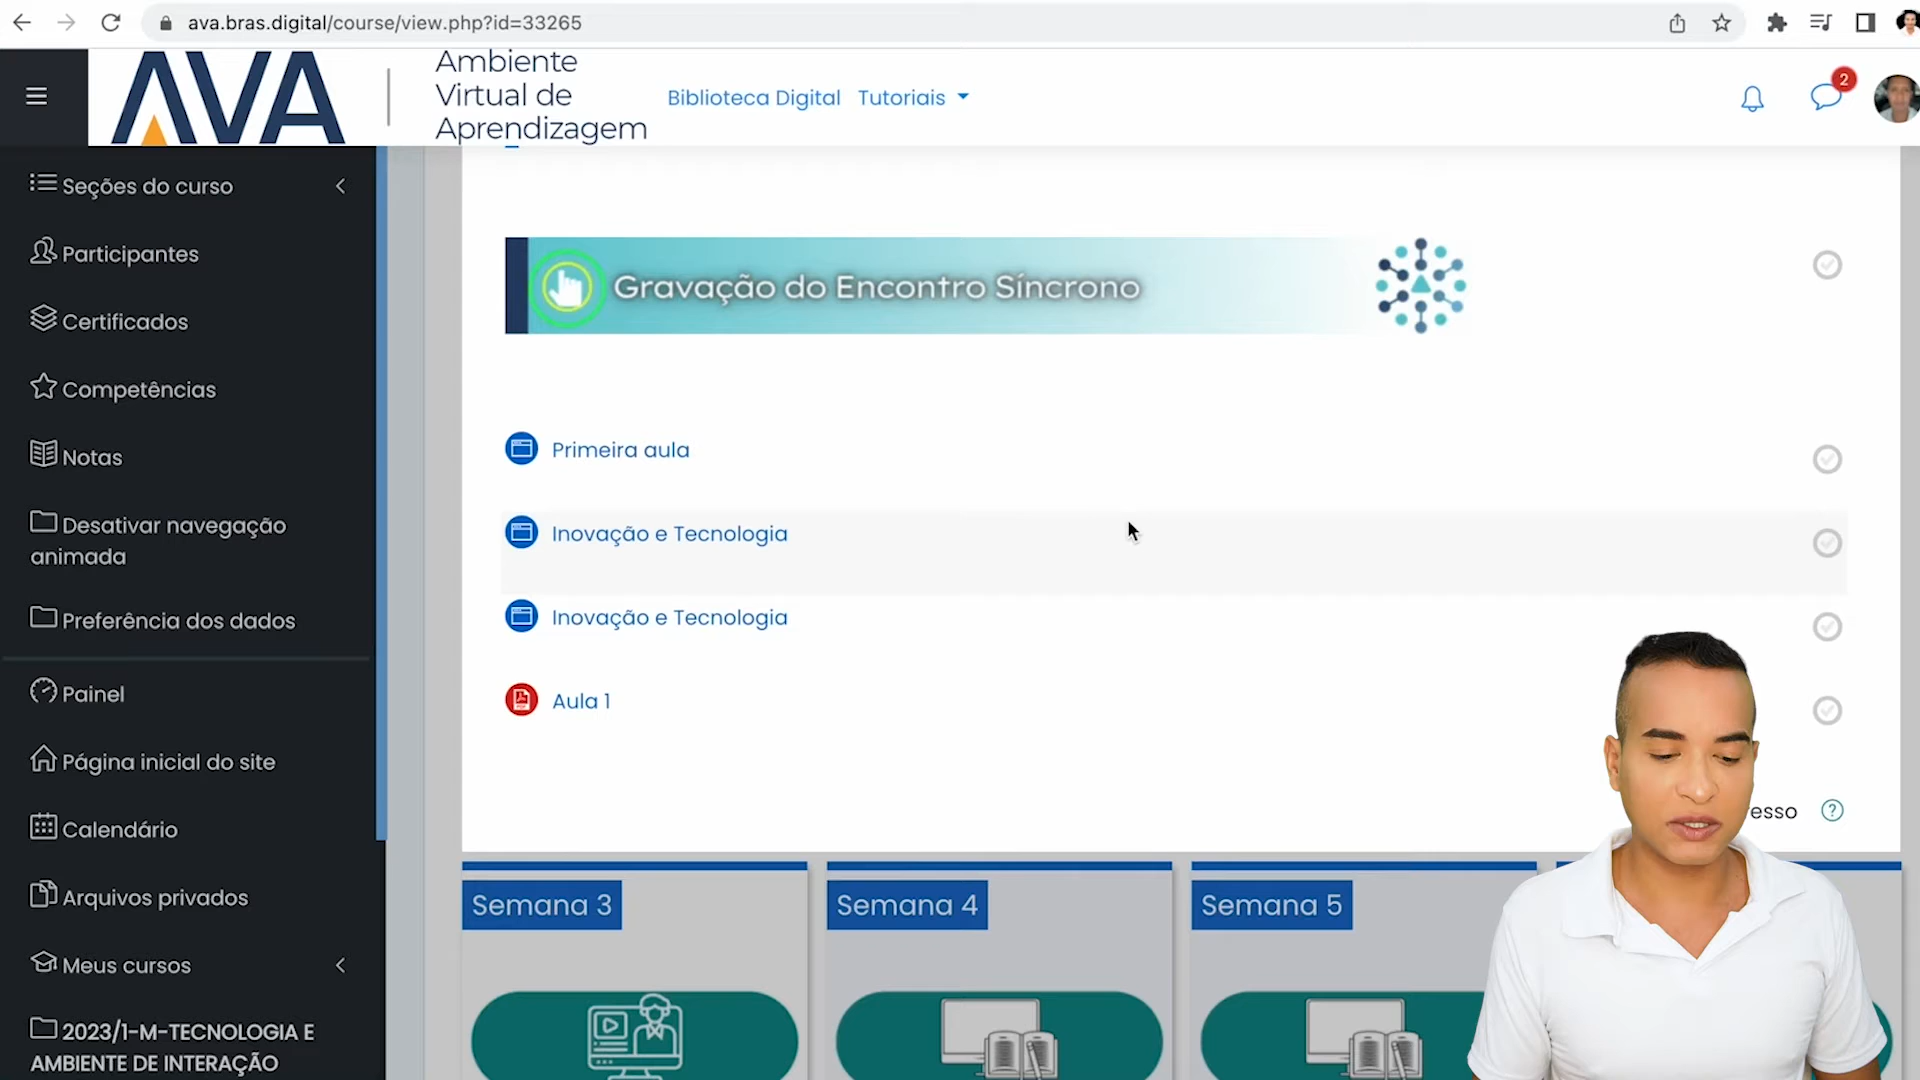 ava.bras.digital/course/view.php?id=33265
AVA
Ambiente
Virtual de
Aprendizagem
Biblioteca Digital
Tutoriais
2
Seções do curso
Participantes
Certificados
Competências
Notas
Desativar navegação
animada
Preferência dos dados
Painel
Página inicial do site
Calendário
Arquivos privados
Meus cursos
2023/1-M-TECNOLOGIA E
AMBIENTE DE INTERAÇÃO
Gravação do Encontro Síncrono
Primeira aula
Inovação e Tecnologia
Inovação e Tecnologia
Aula 1
esso
Semana 3
Semana 4
Semana 5